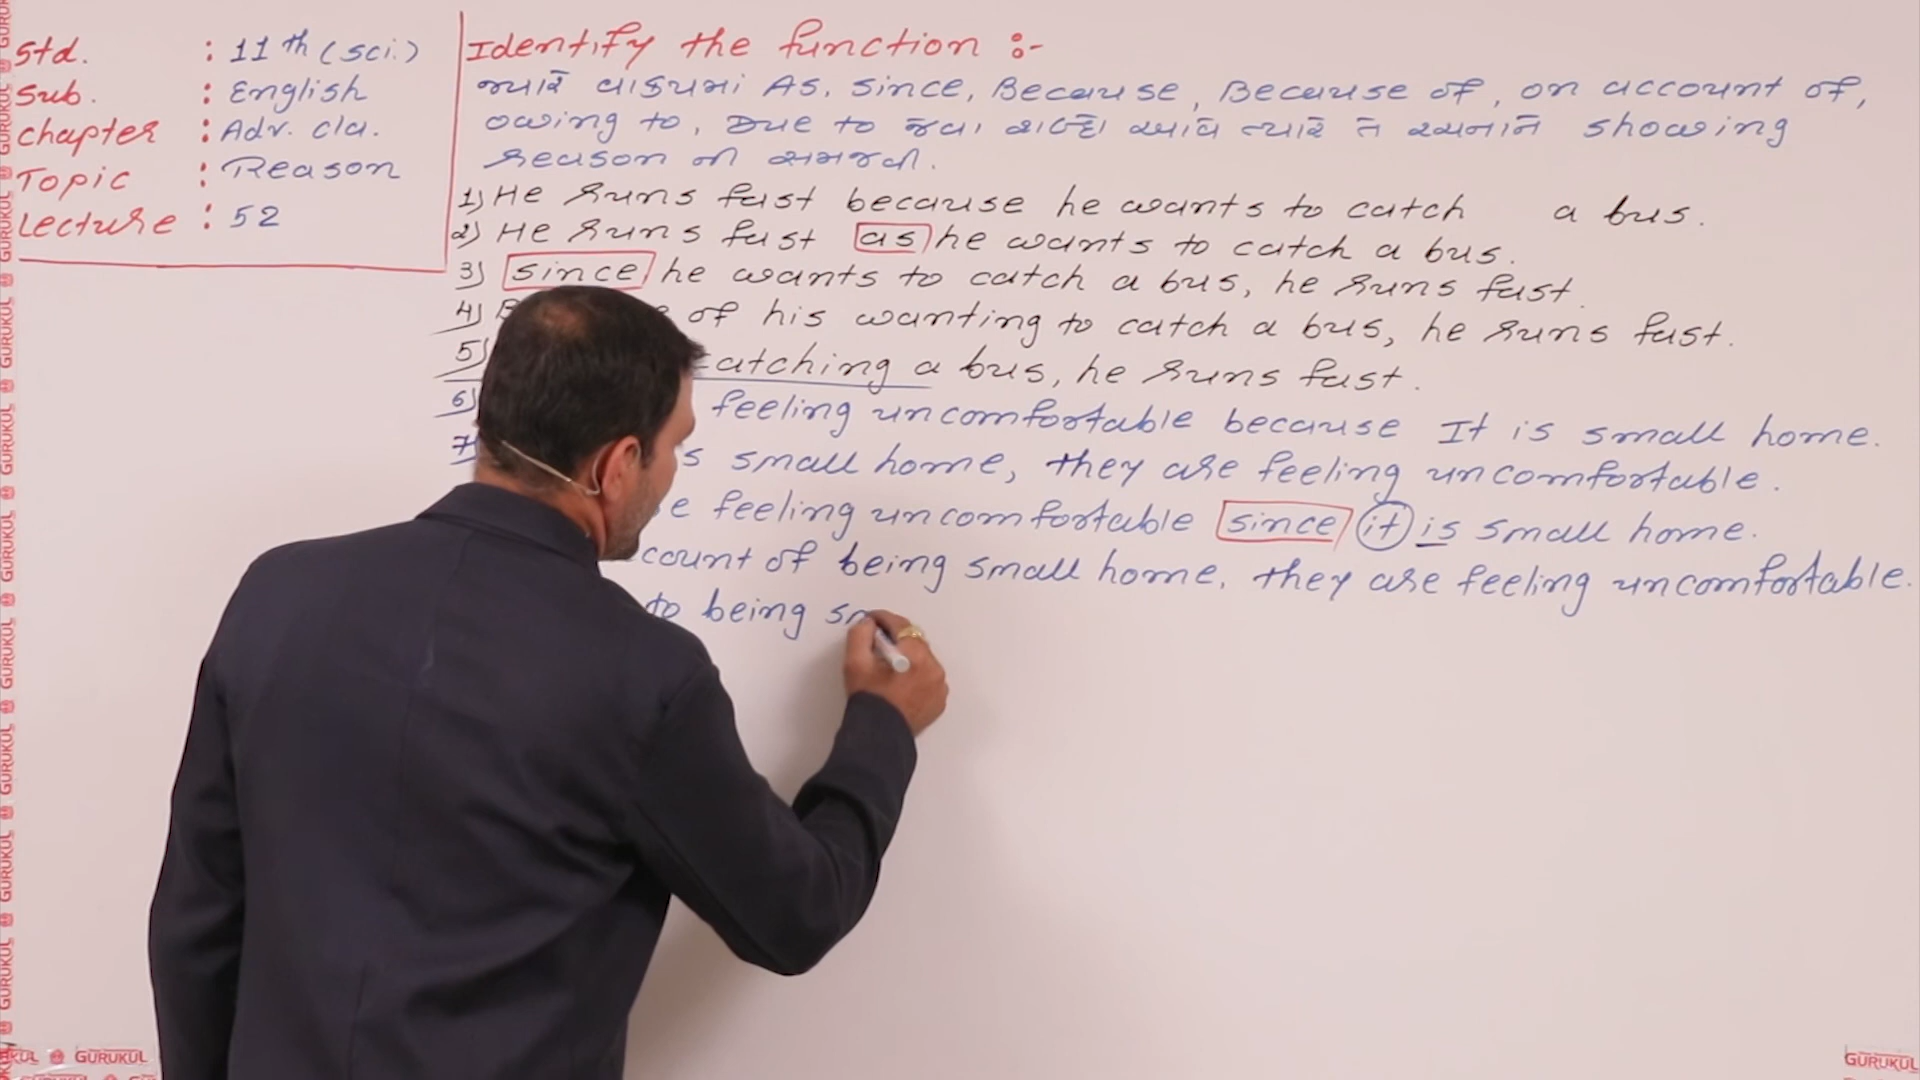 Std. : 11th (sci.)
Sub. : English
chapter : Adv. cla.
Topic : Reason
Lecture : 52
Identify the function :-
જ્યારે વાક્યમાં As, since, Because, Because of, on account of,
owing to, Due to જેવા શબ્દો આવે ત્યારે તે રચનાને showing
reason ની સમજવી.
1) He runs fast because he wants to catch a bus.
2) He runs fast as he wants to catch a bus.
3) since he wants to catch a bus, he runs fast.
4) of his wanting to catch a bus, he runs fast.
5) catching a bus, he runs fast.
6) feeling uncomfortable because It is small home.
7) small home, they are feeling uncomfortable.
feeling uncomfortable since it is small home.
count of being small home, they are feeling uncomfortable.
to being
GURUKUL
GURUKUL